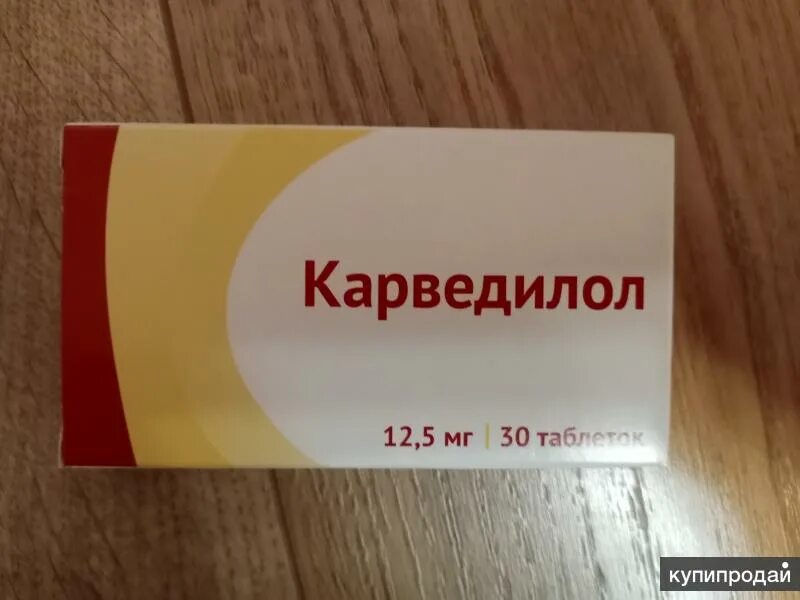 Карведилол
12,5 мг | 30 таблеток
купипродай